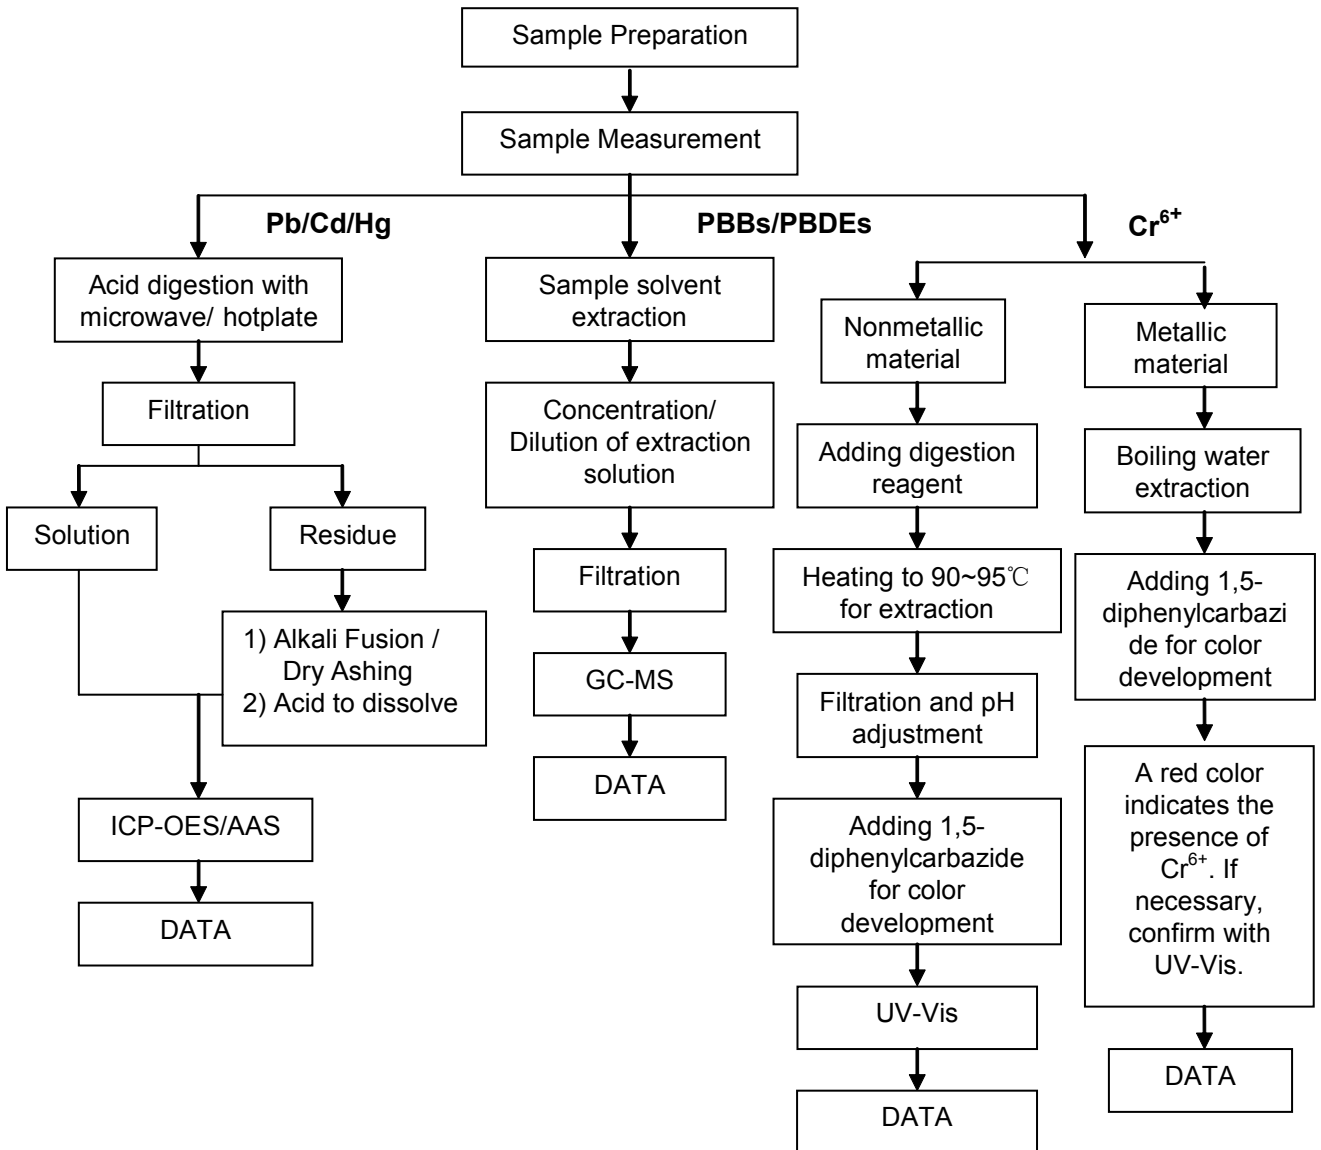 Sample Preparation
Sample Measurement
Pb/Cd/Hg
PBBs/PBDEs
Cr⁶⁺
Acid digestion with
microwave/ hotplate
Filtration
Solution
Residue
1) Alkali Fusion /
Dry Ashing
2) Acid to dissolve
ICP-OES/AAS
DATA
Sample solvent
extraction
Concentration/
Dilution of extraction
solution
Filtration
GC-MS
DATA
Nonmetallic
material
Adding digestion
reagent
Heating to 90~95℃
for extraction
Filtration and pH
adjustment
Adding 1,5-
diphenylcarbazide
for color
development
UV-Vis
DATA
Metallic
material
Boiling water
extraction
Adding 1,5-
diphenylcarbazi
de for color
development
A red color
indicates the
presence of
Cr⁶⁺. If
necessary,
confirm with
UV-Vis.
DATA